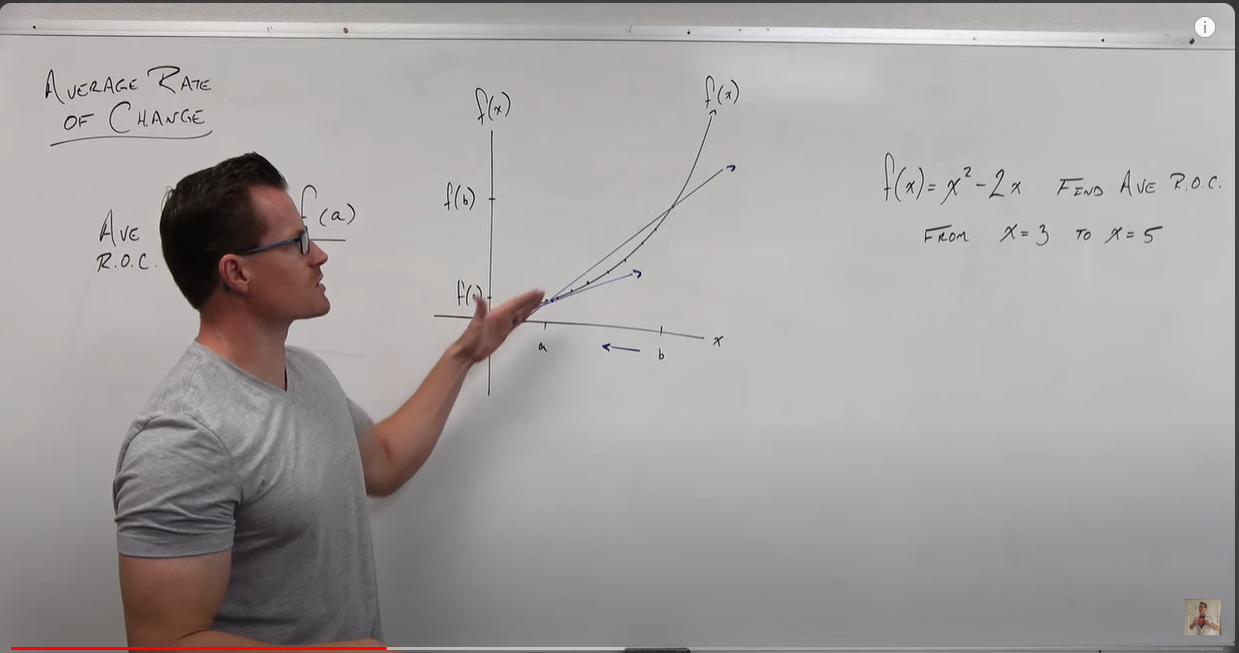 AVERAGE RATE
OF CHANGE
AVE
R.O.C.
f(a)
f(x)
f(b)
f(x)
a
b
x
f(x) = x² - 2x FIND AVE R.O.C.
FROM x = 3 TO x = 5